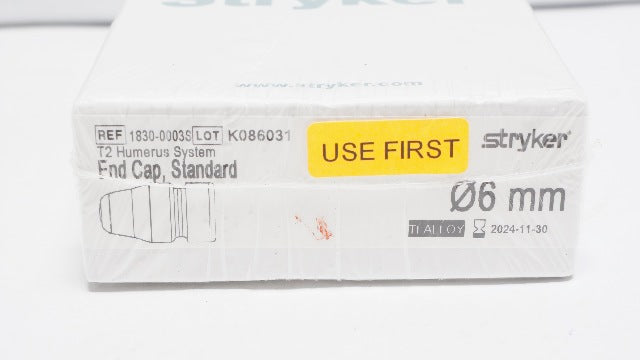 stryker
www.stryker.com
REF 1830-0003S LOT K086031
T2 Humerus System
End Cap, Standard
USE FIRST
stryker
Ø6 mm
TI ALLOY 2024-11-30